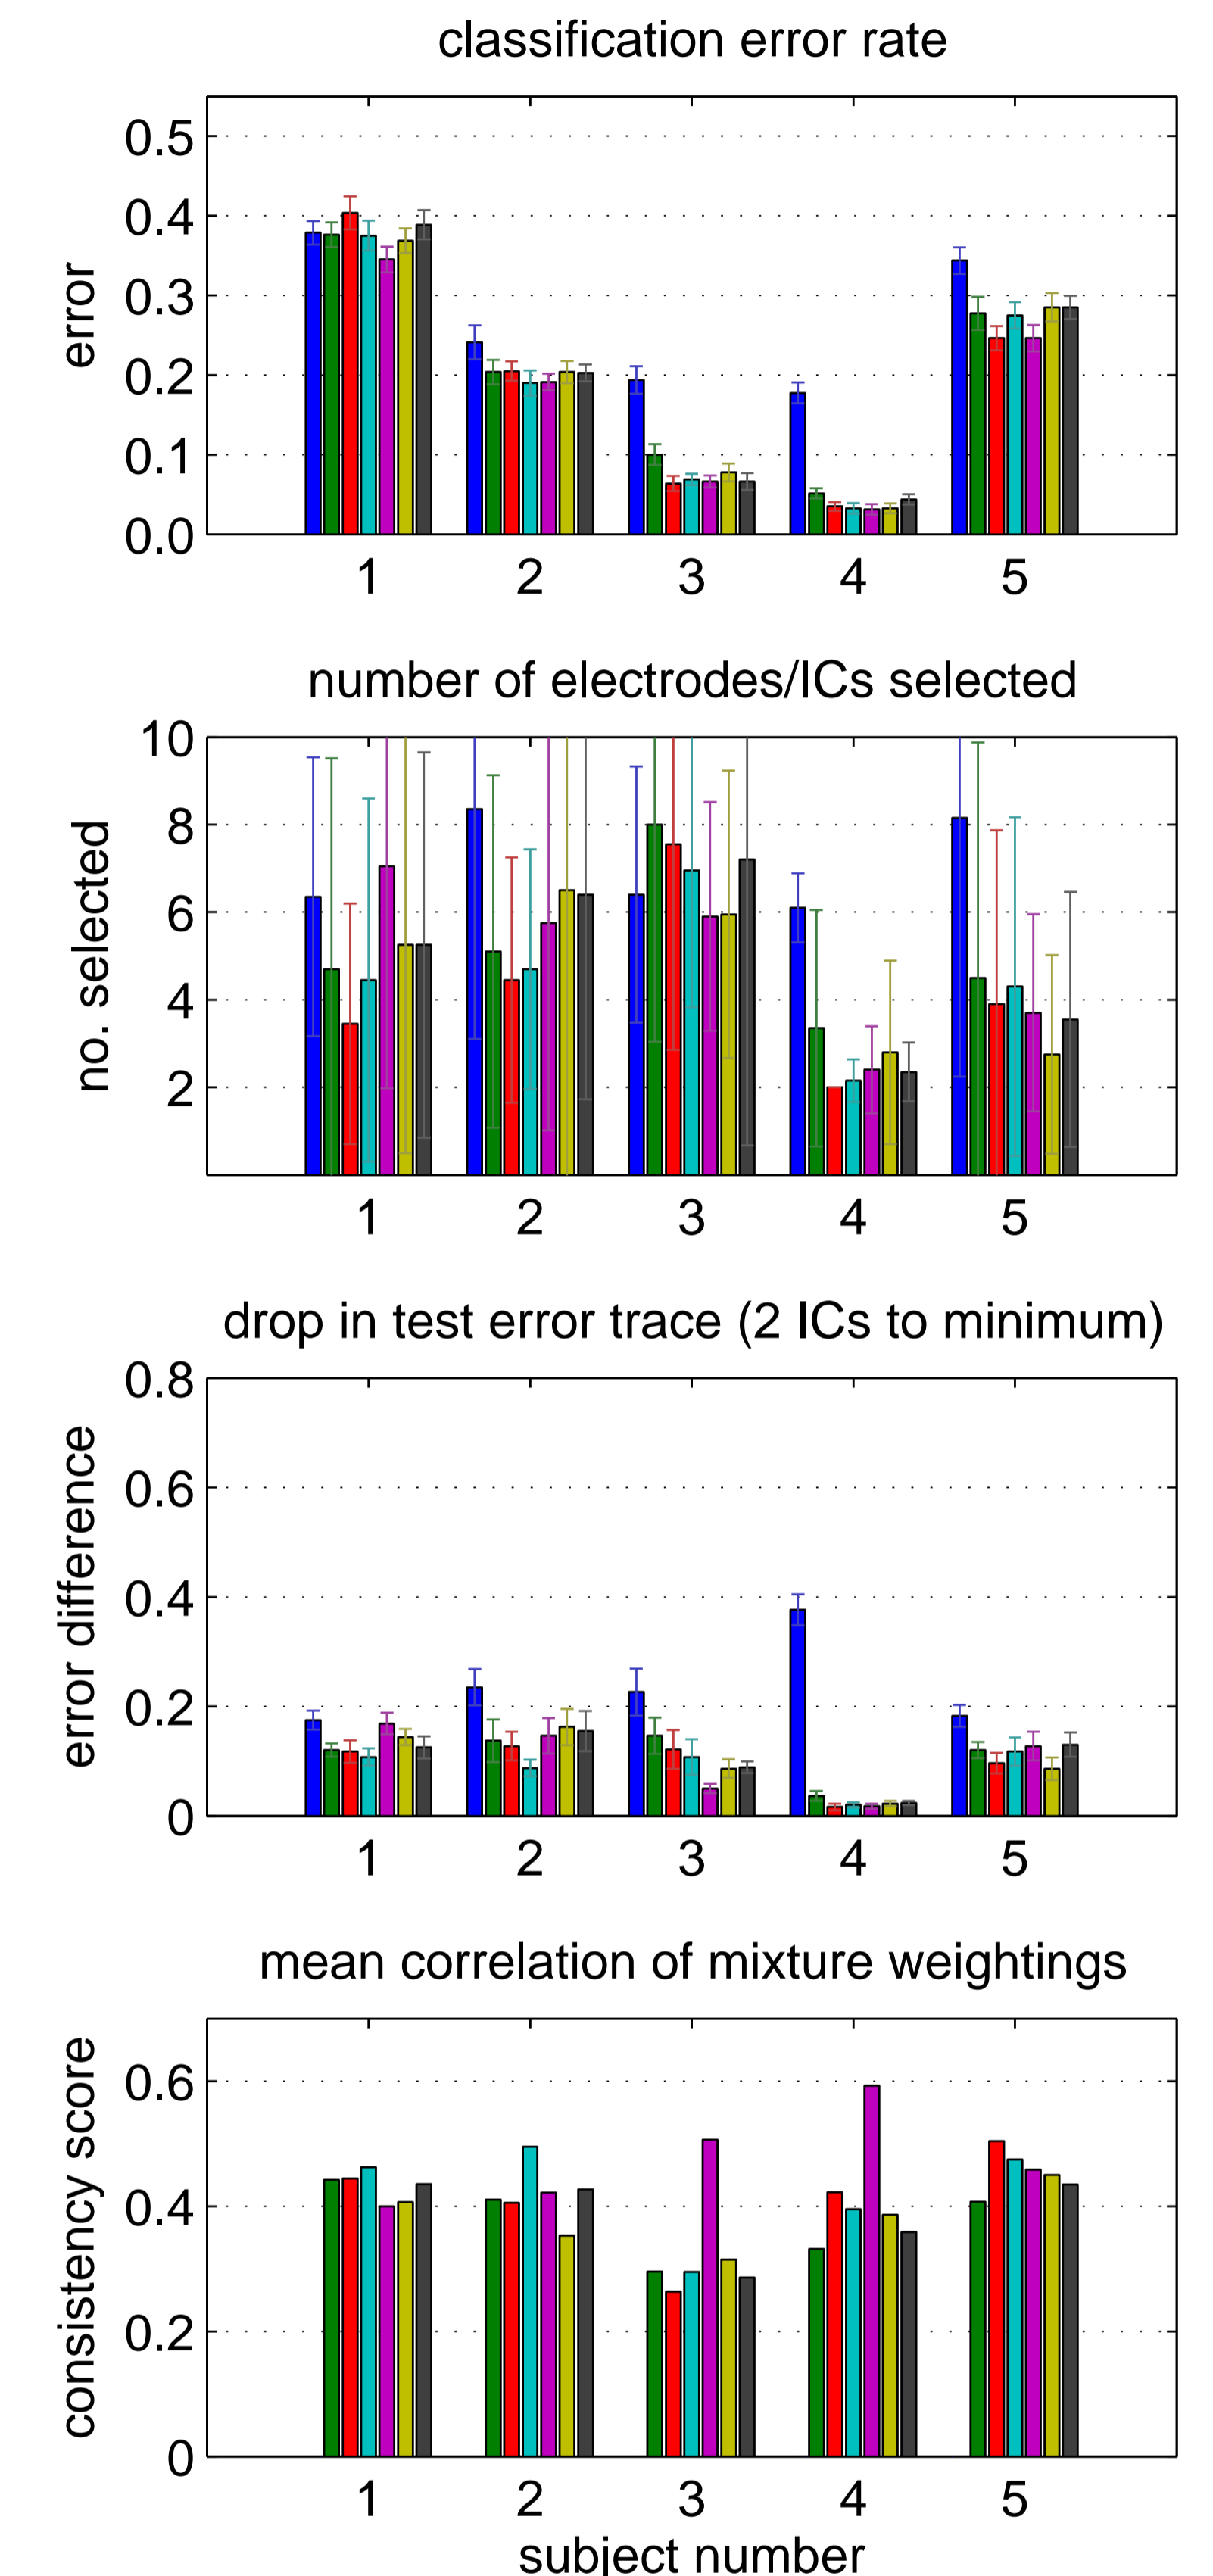 classification error rate
error
0.5
0.4
0.3
0.2
0.1
0.0
1 2 3 4 5
number of electrodes/ICs selected
no. selected
10
8
6
4
2
1 2 3 4 5
drop in test error trace (2 ICs to minimum)
error difference
0.8
0.6
0.4
0.2
0
1 2 3 4 5
mean correlation of mixture weightings
consistency score
0.6
0.4
0.2
0
1 2 3 4 5
subject number